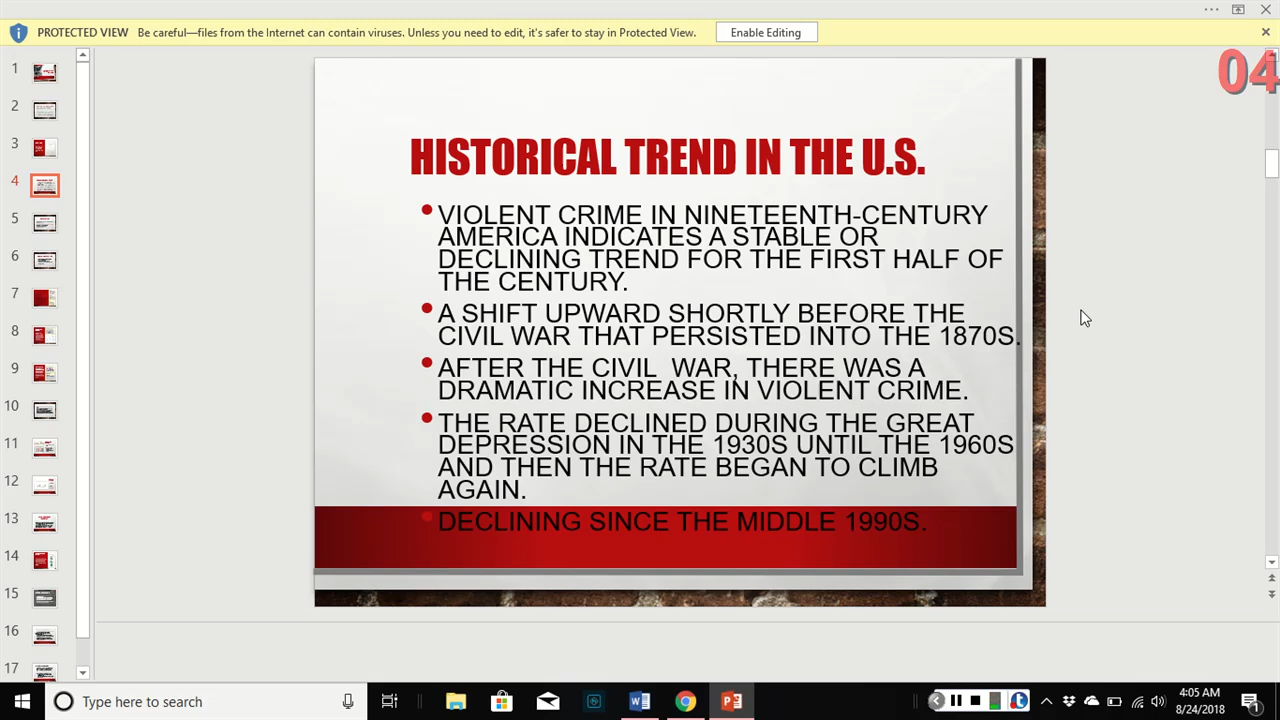 PROTECTED VIEW Be careful—files from the Internet can contain viruses. Unless you need to edit, it's safer to stay in Protected View. Enable Editing
04
1
2
3
4
5
6
7
8
9
10
11
12
13
14
15
16
17
HISTORICAL TREND IN THE U.S.
• VIOLENT CRIME IN NINETEENTH-CENTURY
AMERICA INDICATES A STABLE OR
DECLINING TREND FOR THE FIRST HALF OF
THE CENTURY.
• A SHIFT UPWARD SHORTLY BEFORE THE
CIVIL WAR THAT PERSISTED INTO THE 1870S.
• AFTER THE CIVIL  WAR, THERE WAS A
DRAMATIC INCREASE IN VIOLENT CRIME.
• THE RATE DECLINED DURING THE GREAT
DEPRESSION IN THE 1930S UNTIL THE 1960S
AND THEN THE RATE BEGAN TO CLIMB
AGAIN.
• DECLINING SINCE THE MIDDLE 1990S.
Type here to search
4:05 AM
8/24/2018
1